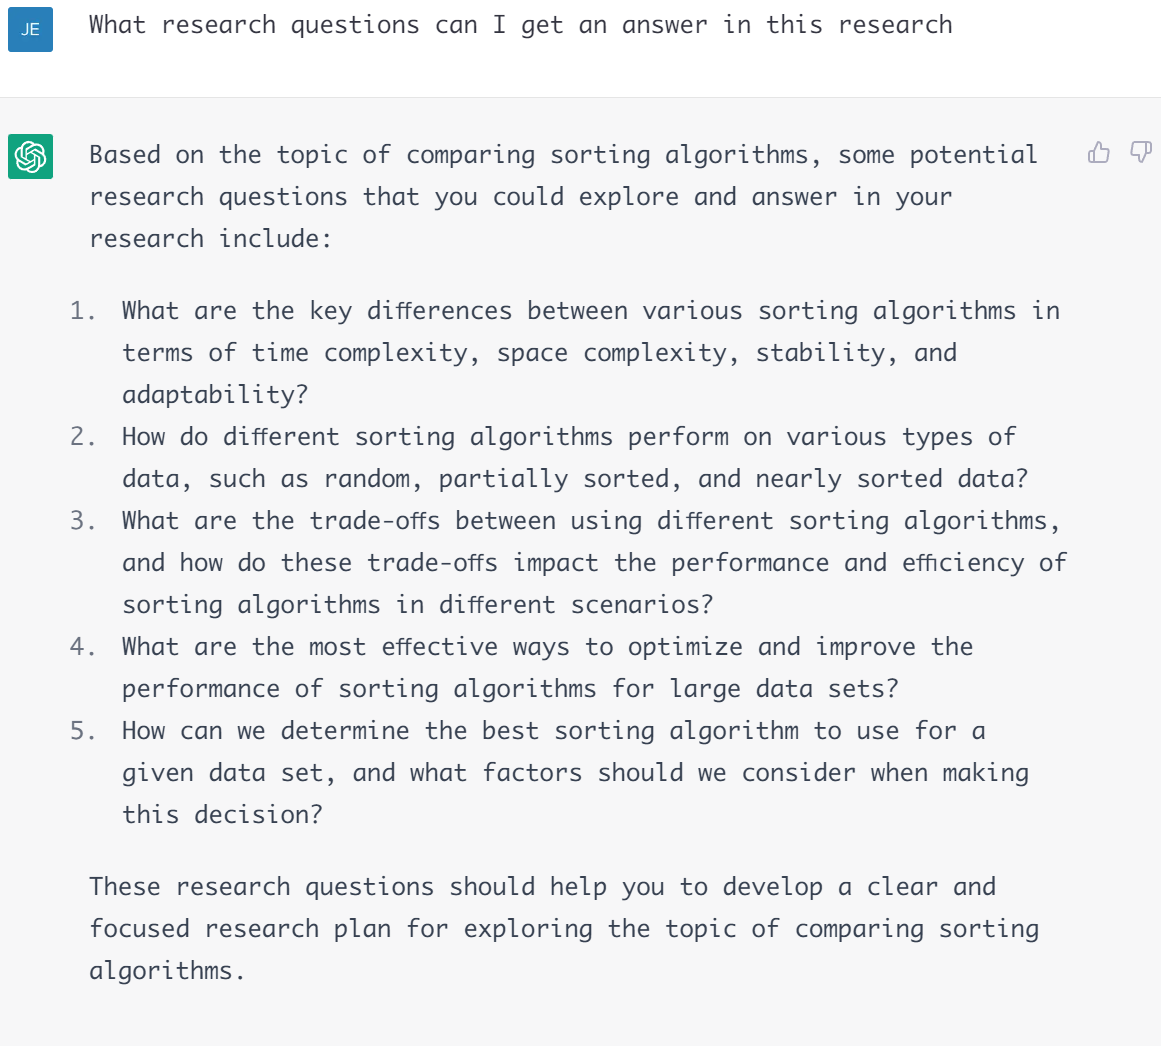 JE
What research questions can I get an answer in this research
Based on the topic of comparing sorting algorithms, some potential
research questions that you could explore and answer in your
research include:
1. What are the key differences between various sorting algorithms in
terms of time complexity, space complexity, stability, and
adaptability?
2. How do different sorting algorithms perform on various types of
data, such as random, partially sorted, and nearly sorted data?
3. What are the trade-offs between using different sorting algorithms,
and how do these trade-offs impact the performance and efficiency of
sorting algorithms in different scenarios?
4. What are the most effective ways to optimize and improve the
performance of sorting algorithms for large data sets?
5. How can we determine the best sorting algorithm to use for a
given data set, and what factors should we consider when making
this decision?
These research questions should help you to develop a clear and
focused research plan for exploring the topic of comparing sorting
algorithms.